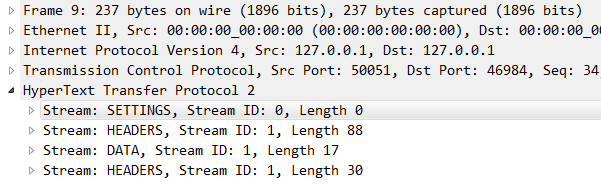 Frame 9: 237 bytes on wire (1896 bits), 237 bytes captured (1896 bits)
Ethernet II, Src: 00:00:00_00:00:00 (00:00:00:00:00:00), Dst: 00:00:00_00
Internet Protocol Version 4, Src: 127.0.0.1, Dst: 127.0.0.1
Transmission Control Protocol, Src Port: 50051, Dst Port: 46984, Seq: 34
HyperText Transfer Protocol 2
Stream: SETTINGS, Stream ID: 0, Length 0
Stream: HEADERS, Stream ID: 1, Length 88
Stream: DATA, Stream ID: 1, Length 17
Stream: HEADERS, Stream ID: 1, Length 30